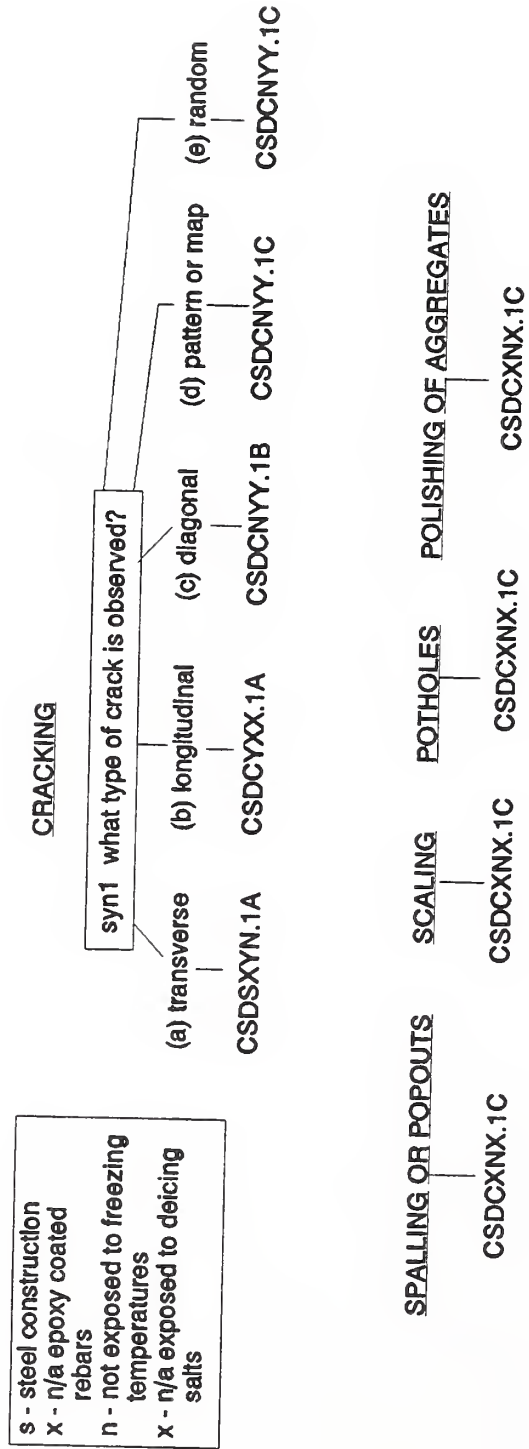 s - steel construction
x - n/a epoxy coated
rebars
n - not exposed to freezing
temperatures
x - n/a exposed to deicing
salts
CRACKING
syn1 what type of crack is observed?
(a) transverse
(b) longitudinal
(c) diagonal
(d) pattern or map
(e) random
CSDSXYN.1A
CSDCYXX.1A
CSDCNYY.1B
CSDCNYY.1C
CSDCNYY.1C
SPALLING OR POPOUTS
SCALING
POTHOLES
POLISHING OF AGGREGATES
CSDCXNX.1C
CSDCXNX.1C
CSDCXNX.1C
CSDCXNX.1C